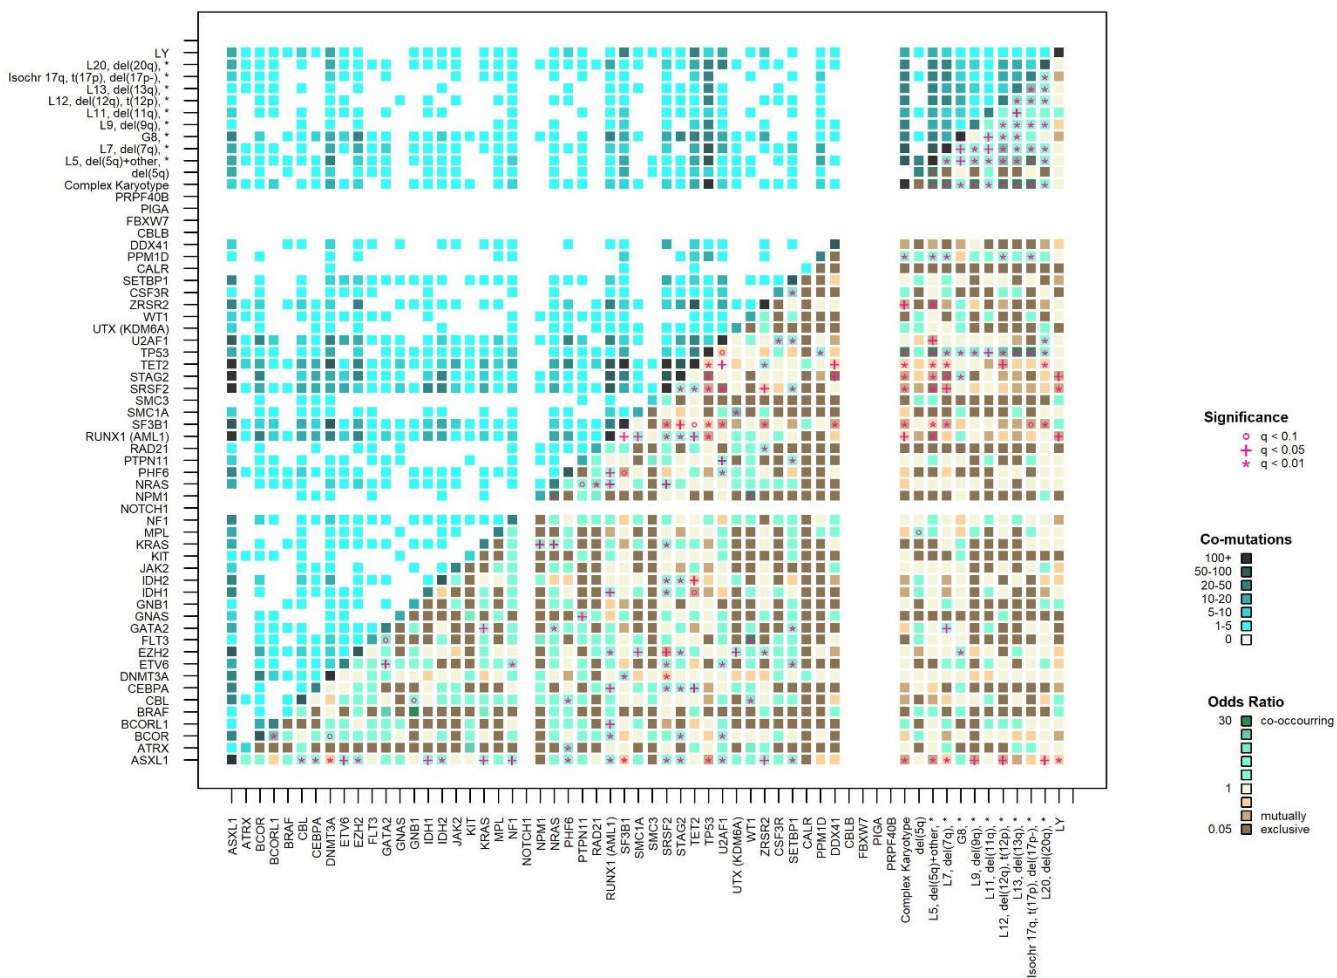 LY
L20, del(20q), *
Isochr 17q, t(17p), del(17p-), *
L13, del(13q), *
L12, del(12q), t(12p), *
L11, del(11q), *
L9, del(9q), *
G8, *
L7, del(7q), *
L5, del(5q)+other, *
del(5q)
Complex Karyotype
PRPF40B
PIGA
FBXW7
CBLB
DDX41
PPM1D
CALR
SETBP1
CSF3R
ZRSR2
WT1
UTX (KDM6A)
U2AF1
TP53
TET2
STAG2
SRSF2
SMC3
SMC1A
SF3B1
RUNX1 (AML1)
RAD21
PTPN11
PHF6
NRAS
NPM1
NOTCH1
NF1
MPL
KRAS
KIT
JAK2
IDH2
IDH1
GNB1
GNAS
GATA2
FLT3
EZH2
ETV6
DNMT3A
CEBPA
CBL
BRAF
BCORL1
BCOR
ATRX
ASXL1
ASXL1
ATRX
BCOR
BCORL1
BRAF
CBL
CEBPA
DNMT3A
ETV6
EZH2
FLT3
GATA2
GNAS
GNB1
IDH1
IDH2
JAK2
KIT
KRAS
MPL
NF1
NOTCH1
NPM1
NRAS
PHF6
PTPN11
RAD21
RUNX1 (AML1)
SF3B1
SMC1A
SMC3
SRSF2
STAG2
TET2
TP53
U2AF1
UTX (KDM6A)
WT1
ZRSR2
CSF3R
SETBP1
CALR
PPM1D
DDX41
CBLB
FBXW7
PIGA
PRPF40B
Complex Karyotype
del(5q)
L5, del(5q)+other, *
L7, del(7q), *
G8, *
L9, del(9q), *
L11, del(11q), *
L12, del(12q), t(12p), *
L13, del(13q), *
Isochr 17q, t(17p), del(17p-), *
L20, del(20q), *
LY
Significance
q < 0.1
q < 0.05
q < 0.01
Co-mutations
100+
50-100
20-50
10-20
5-10
1-5
0
Odds Ratio
30 co-occourring
1
mutually
0.05 exclusive